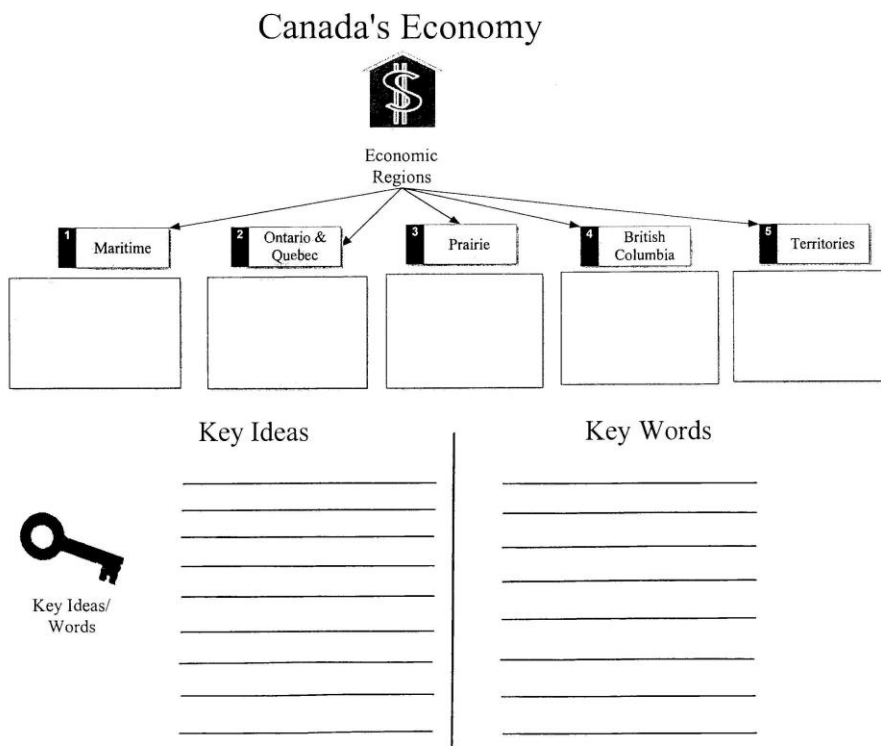 Canada's Economy
$
Economic
Regions
1 Maritime
2 Ontario &
Quebec
3 Prairie
4 British
Columbia
5 Territories
Key Ideas
Key Words
Key Ideas/
Words